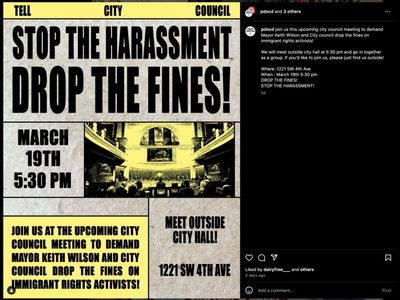 TELL CITY COUNCIL
STOP THE HARASSMENT
DROP THE FINES!
MARCH
19TH
5:30 PM
JOIN US AT THE UPCOMING CITY
COUNCIL MEETING TO DEMAND
MAYOR KEITH WILSON AND CITY
COUNCIL DROP THE FINES ON
IMMIGRANT RIGHTS ACTIVISTS!
MEET OUTSIDE
CITY HALL!
1221 SW 4TH AVE
pdxcd and 3 others
pdxcd join us this upcoming city council meeting to demand
Mayor Keith Wilson and City council drop the fines on
immigrant rights activists!
We will meet outside city hall at 5:30 pm and go in together
as a group. if you'd like to join us, please just find us outside!
Where: 1221 SW 4th Ave
When : March 19th 5:30 pm
DROP THE FINES!
STOP THE HARASSMENT!
Liked by dairyfree___ and others
5 days ago
Add a comment...
Post